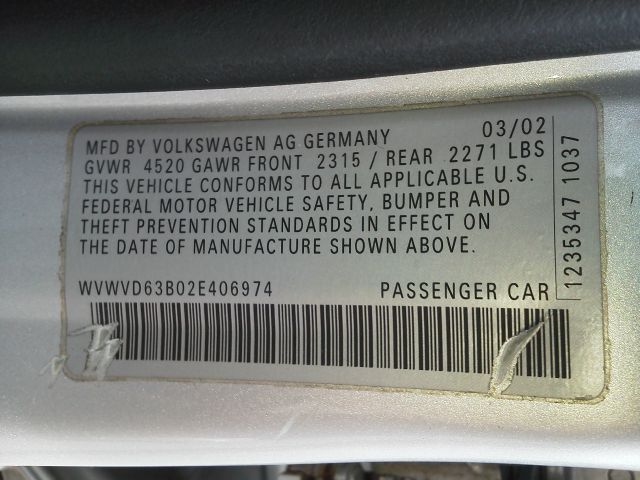 MFD BY VOLKSWAGEN AG GERMANY 03/02
GVWR 4520 GAWR FRONT 2315 / REAR 2271 LBS
THIS VEHICLE CONFORMS TO ALL APPLICABLE U.S.
FEDERAL MOTOR VEHICLE SAFETY, BUMPER AND
THEFT PREVENTION STANDARDS IN EFFECT ON
THE DATE OF MANUFACTURE SHOWN ABOVE.
WVWVD63B02E406974 PASSENGER CAR
1235347 1037